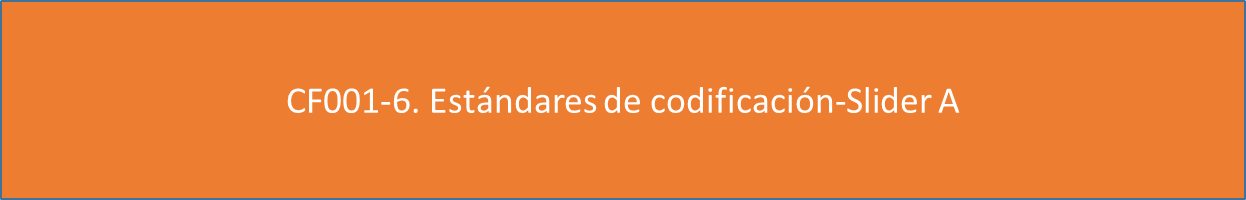 CF001-6. Estándares de codificación-Slider A